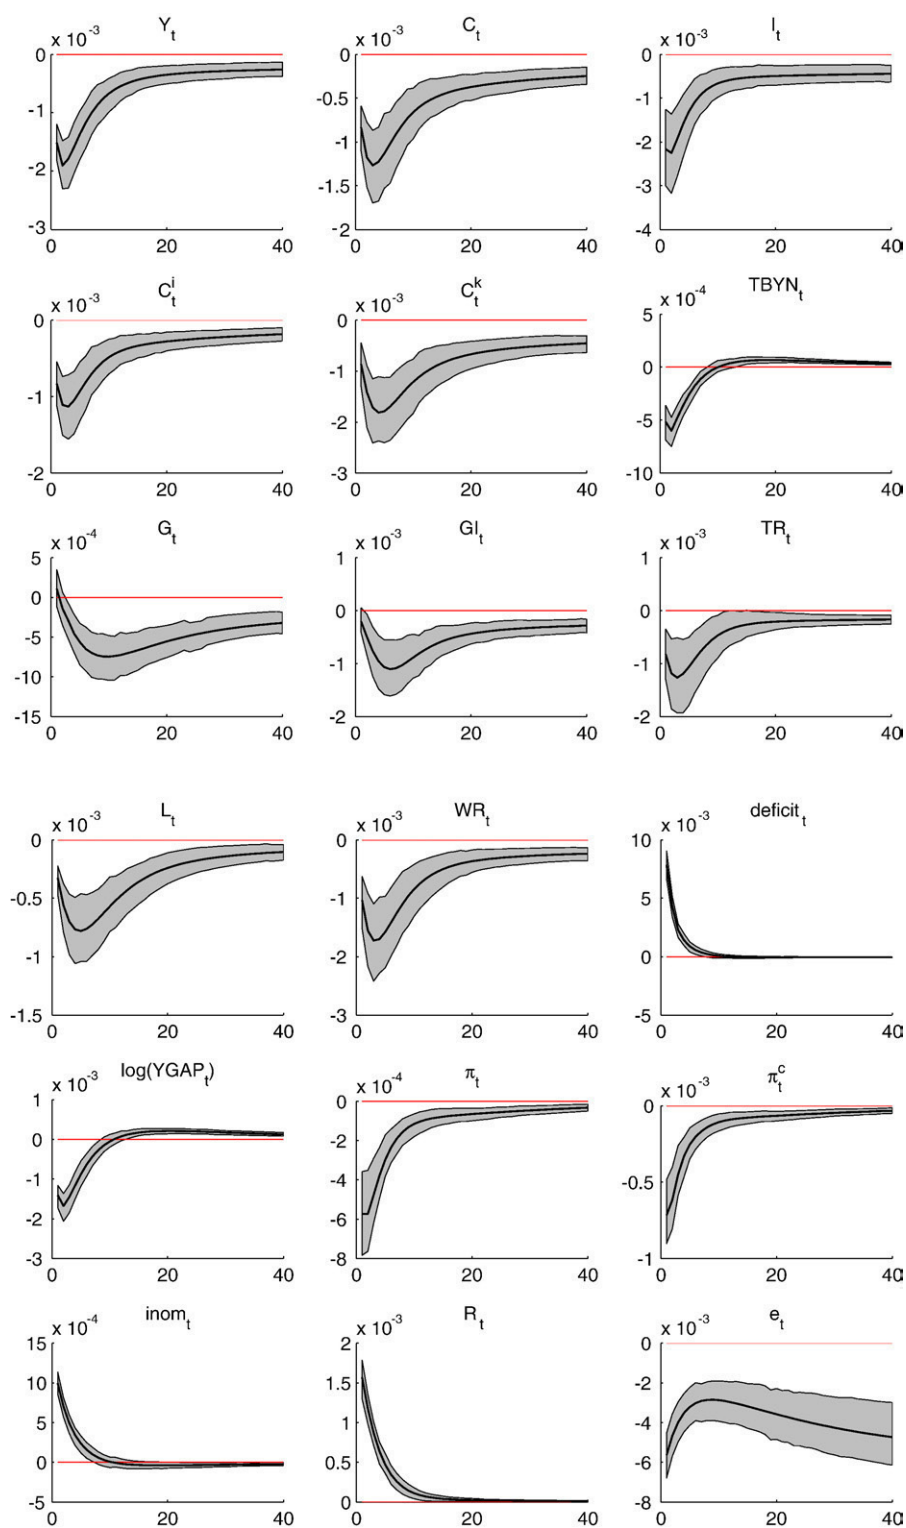 Y_t C_t I_t
x 10^-3 x 10^-3 x 10^-3
0 0 0
-1 -0.5 -1
-2 -1 -2
-1.5 -3
-3 -2 -4
0 20 40 0 20 40 0 20 40
C_t^i C_t^k TBYN_t
x 10^-3 x 10^-3 x 10^-4
0 0 5
-1 -1 0
-2 -5
-2 -3 -10
0 20 40 0 20 40 0 20 40
G_t GI_t TR_t
x 10^-4 x 10^-3 x 10^-3
5 1 1
0 0 0
-5
-10 -1 -1
-15 -2 -2
0 20 40 0 20 40 0 20 40
L_t WR_t deficit_t
x 10^-3 x 10^-3 x 10^-3
0 0 10
-0.5 -1 5
-1 -2 0
-1.5 -3 -5
0 20 40 0 20 40 0 20 40
log(YGAP_t) π_t π_t^c
x 10^-3 x 10^-4 x 10^-3
1 0 0
0 -2
-1 -4 -0.5
-2 -6
-3 -8 -1
0 20 40 0 20 40 0 20 40
inom_t R_t e_t
x 10^-4 x 10^-3 x 10^-3
15 2 0
10 1.5 -2
5 1 -4
0 0.5 -6
-5 0 -8
0 20 40 0 20 40 0 20 40